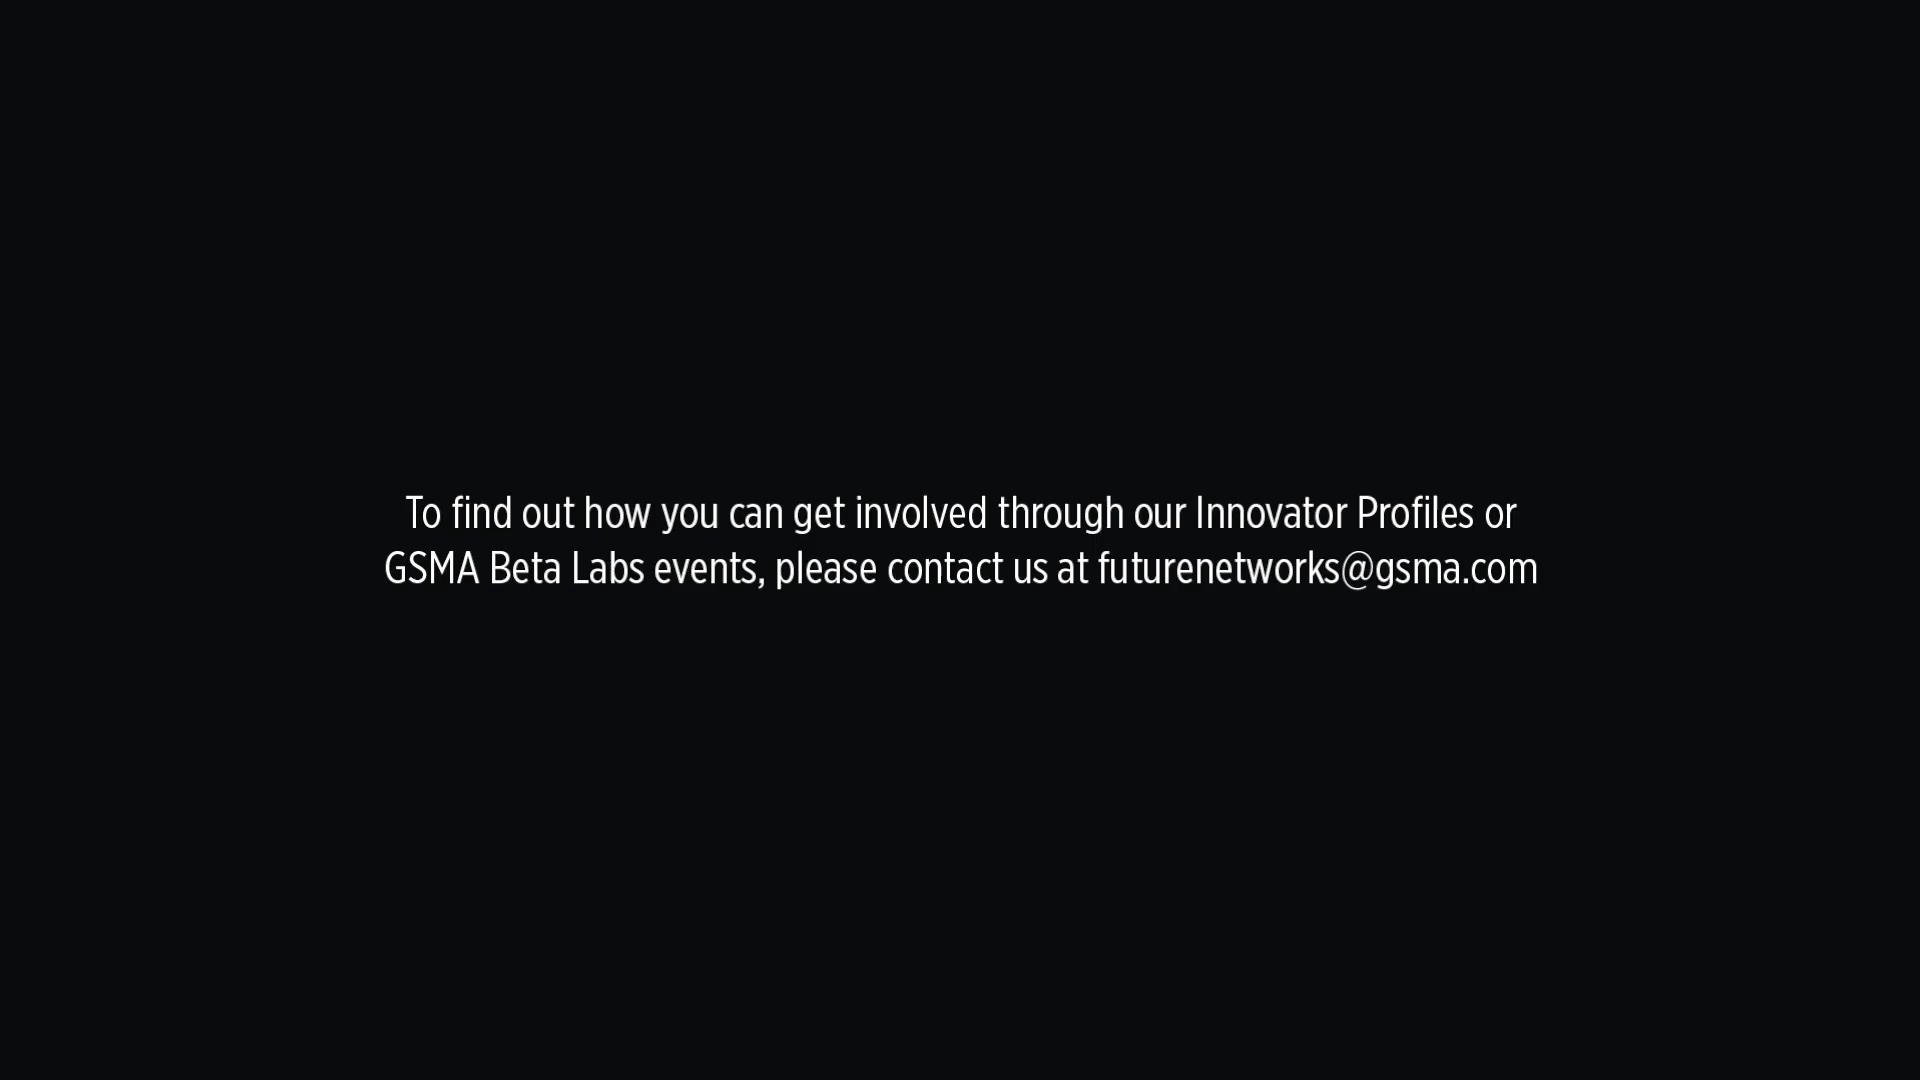 To find out how you can get involved through our Innovator Profiles or
GSMA Beta Labs events, please contact us at futurenetworks@gsma.com